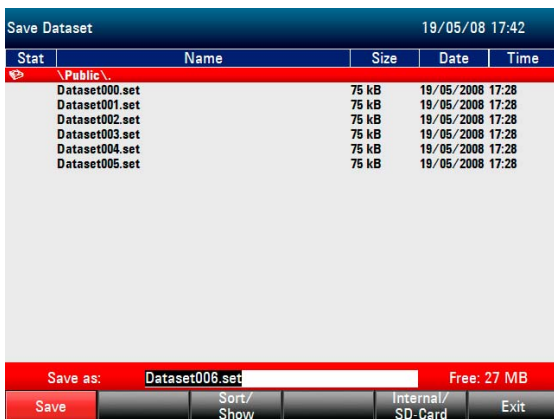 Save Dataset 19/05/08 17:42
Stat Name Size Date Time
\Public\.
Dataset000.set 75 kB 19/05/2008 17:28
Dataset001.set 75 kB 19/05/2008 17:28
Dataset002.set 75 kB 19/05/2008 17:28
Dataset003.set 75 kB 19/05/2008 17:28
Dataset004.set 75 kB 19/05/2008 17:28
Dataset005.set 75 kB 19/05/2008 17:28
Save as: Dataset006.set Free: 27 MB
Save Sort/ Show Internal/ SD-Card Exit